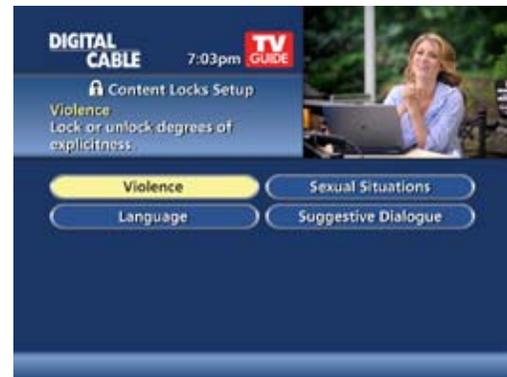 DIGITAL
CABLE
7:03pm
TV
GUIDE
Content Locks Setup
Violence
Lock or unlock degrees of
explicitness.
Violence
Sexual Situations
Language
Suggestive Dialogue